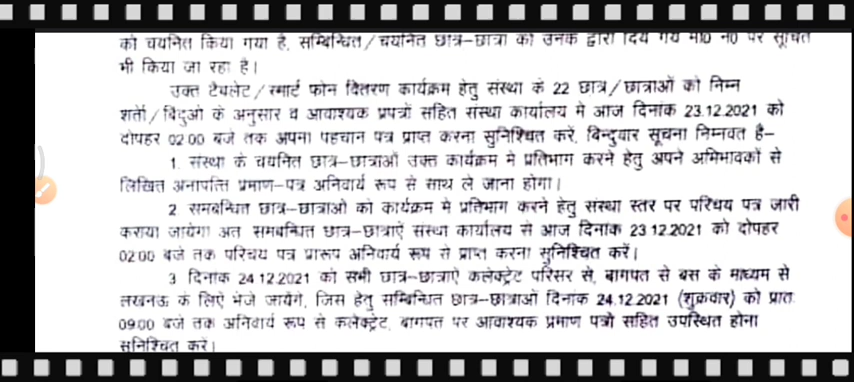 को चयनित किया गया है, सम्बिन्धित/चयनित छात्र-छात्रा को उनके द्वारा दिये गये मो0 न0 पर सूचित
भी किया जा रहा है।
उक्त टैबलेट/स्मार्ट फोन वितरण कार्यक्रम हेतु संस्था के 22 छात्र/छात्राओं को निम्न
शर्तो/बिंदुओ के अनुसार व आवाश्यक प्रपत्रों सहित संस्था कार्यालय मे आज दिनांक 23.12.2021 को
दोपहर 02.00 बजे तक अपना पहचान पत्र प्राप्त करना सुनिश्चित करें, बिन्दुवार सूचना निम्नवत है–
1. संस्था के चयनित छात्र-छात्राओं उक्त कार्यक्रम मे प्रतिभाग करने हेतु अपने अभिभावकों से
लिखित अनापत्ति प्रमाण-पत्र अनिवार्य रूप से साथ ले जाना होगा।
2. समबन्धित छात्र-छात्राओ को कार्यक्रम मे प्रतिभाग करने हेतु संस्था स्तर पर परिचय पत्र जारी
कराया जायेगा अत समबन्धित छात्र-छात्राऐं संस्था कार्यालय से आज दिनांक 23.12.2021 को दोपहर
02.00 बजे तक परिचय पत्र प्रारूप अनिवार्य रूप से प्राप्त करना सुनिश्चित करें।
3. दिनांक 24.12.2021 को सभी छात्र-छात्राऐं कलेक्ट्रेट परिसर से, बागपत से बस के माध्यम से
लखनऊ के लिऐ भेजे जायेंगे, जिस हेतु सम्बिन्धित छात्र-छात्राओं दिनांक 24.12.2021 (शुक्रवार) को प्रात
09.00 बजे तक अनिवार्य रूप से कलेक्ट्रेट, बागपत पर आवाश्यक प्रमाण पत्रो सहित उपस्थित होना
सुनिश्चित करे।